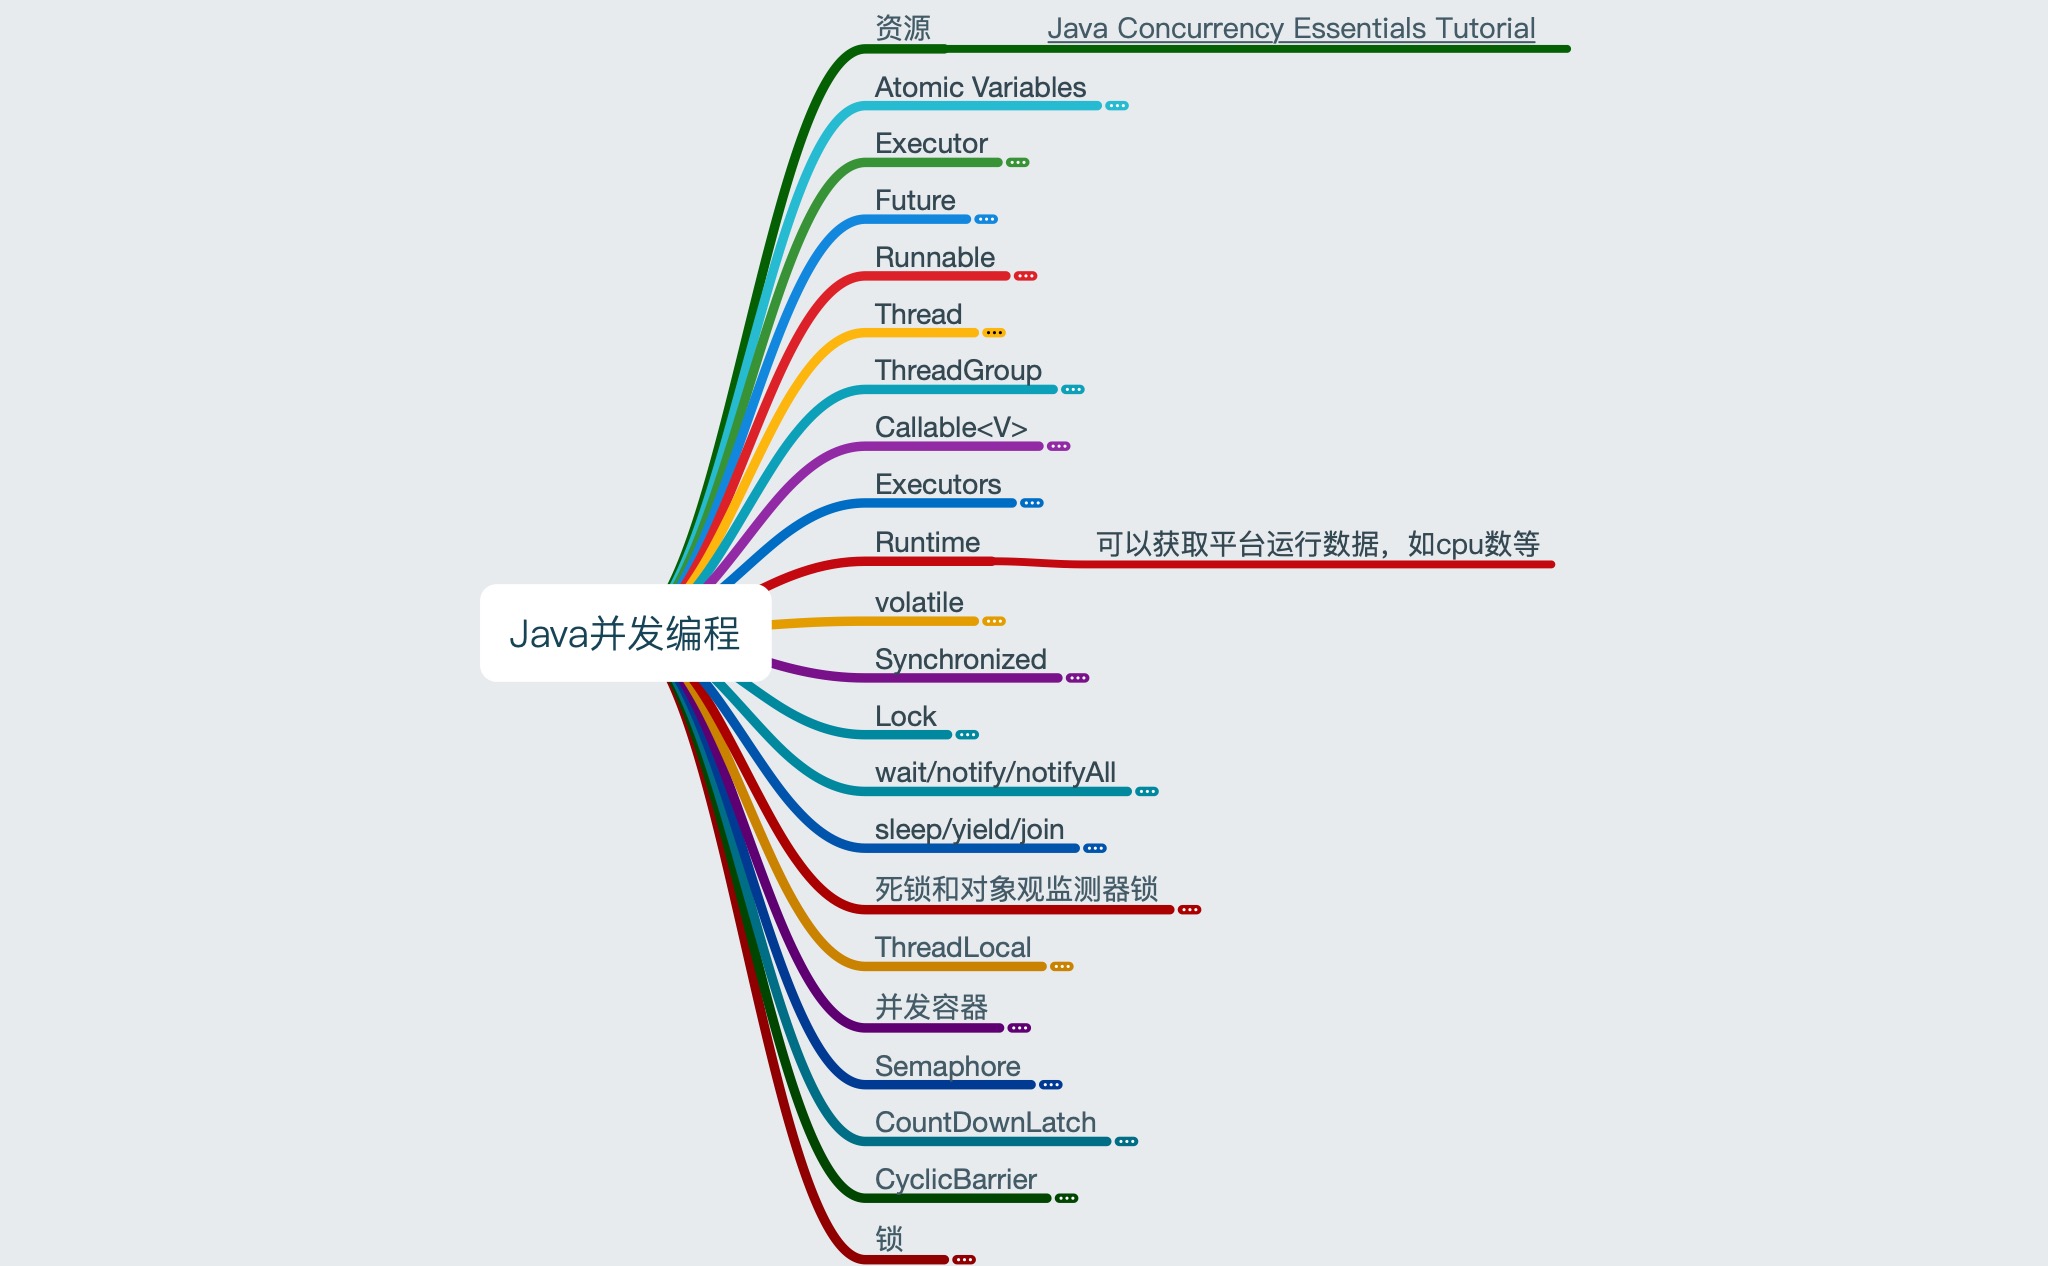 资源
Java Concurrency Essentials Tutorial
Atomic Variables
Executor
Future
Runnable
Thread
ThreadGroup
Callable<V>
Executors
Runtime
可以获取平台运行数据，如cpu数等
Java并发编程
volatile
Synchronized
Lock
wait/notify/notifyAll
sleep/yield/join
死锁和对象观监测器锁
ThreadLocal
并发容器
Semaphore
CountDownLatch
CyclicBarrier
锁